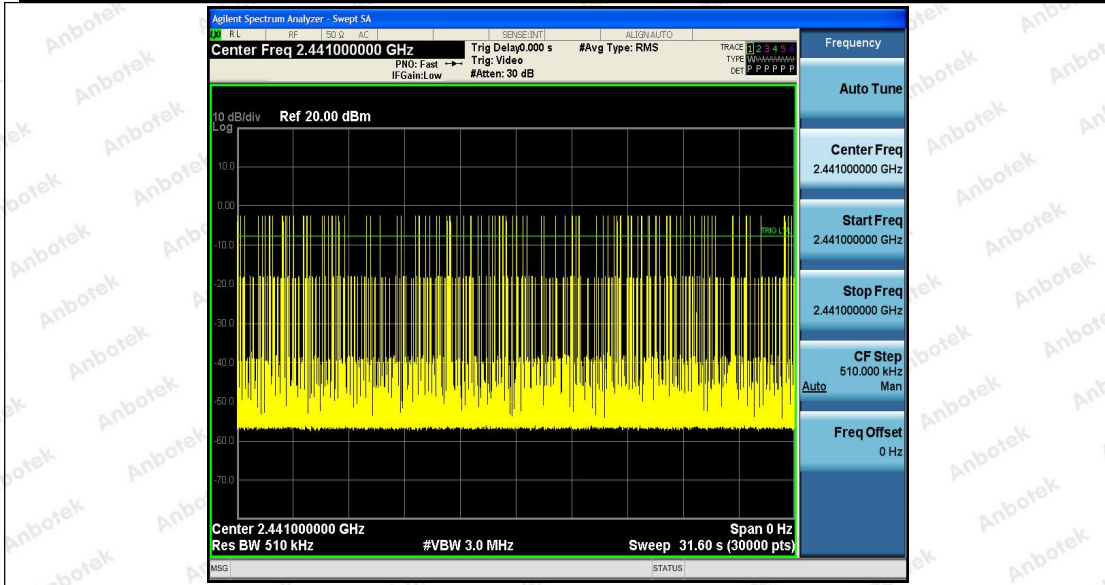 Agilent Spectrum Analyzer - Swept SA
LXI RL RF 50 Ω AC SENSE:INT ALIGNAUTO
Center Freq 2.441000000 GHz
PNO: Fast
IFGain:Low
Trig Delay0.000 s
Trig: Video
#Atten: 30 dB
#Avg Type: RMS
TRACE 1 2 3 4 5 6
TYPE
DET P P P P P P
10 dB/div
Log
Ref 20.00 dBm
10.0
0.00
TRIG LVL
-10.0
-20.0
-30.0
-40.0
-50.0
-60.0
-70.0
Center 2.441000000 GHz
Span 0 Hz
Res BW 510 kHz
#VBW 3.0 MHz
Sweep 31.60 s (30000 pts)
MSG
STATUS
Frequency
Auto Tune
Center Freq
2.441000000 GHz
Start Freq
2.441000000 GHz
Stop Freq
2.441000000 GHz
CF Step
510.000 kHz
Auto Man
Freq Offset
0 Hz
Anbotek